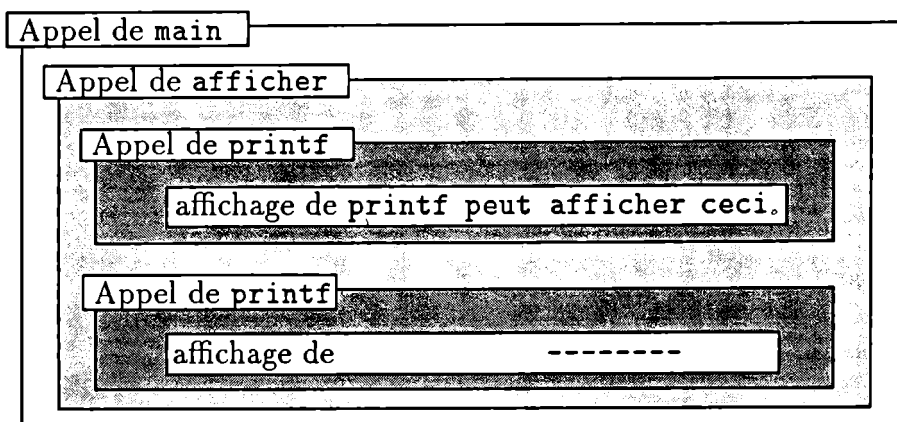 Appel de main
Appel de afficher
Appel de printf
affichage de printf peut afficher ceci.
Appel de printf
affichage de ---------